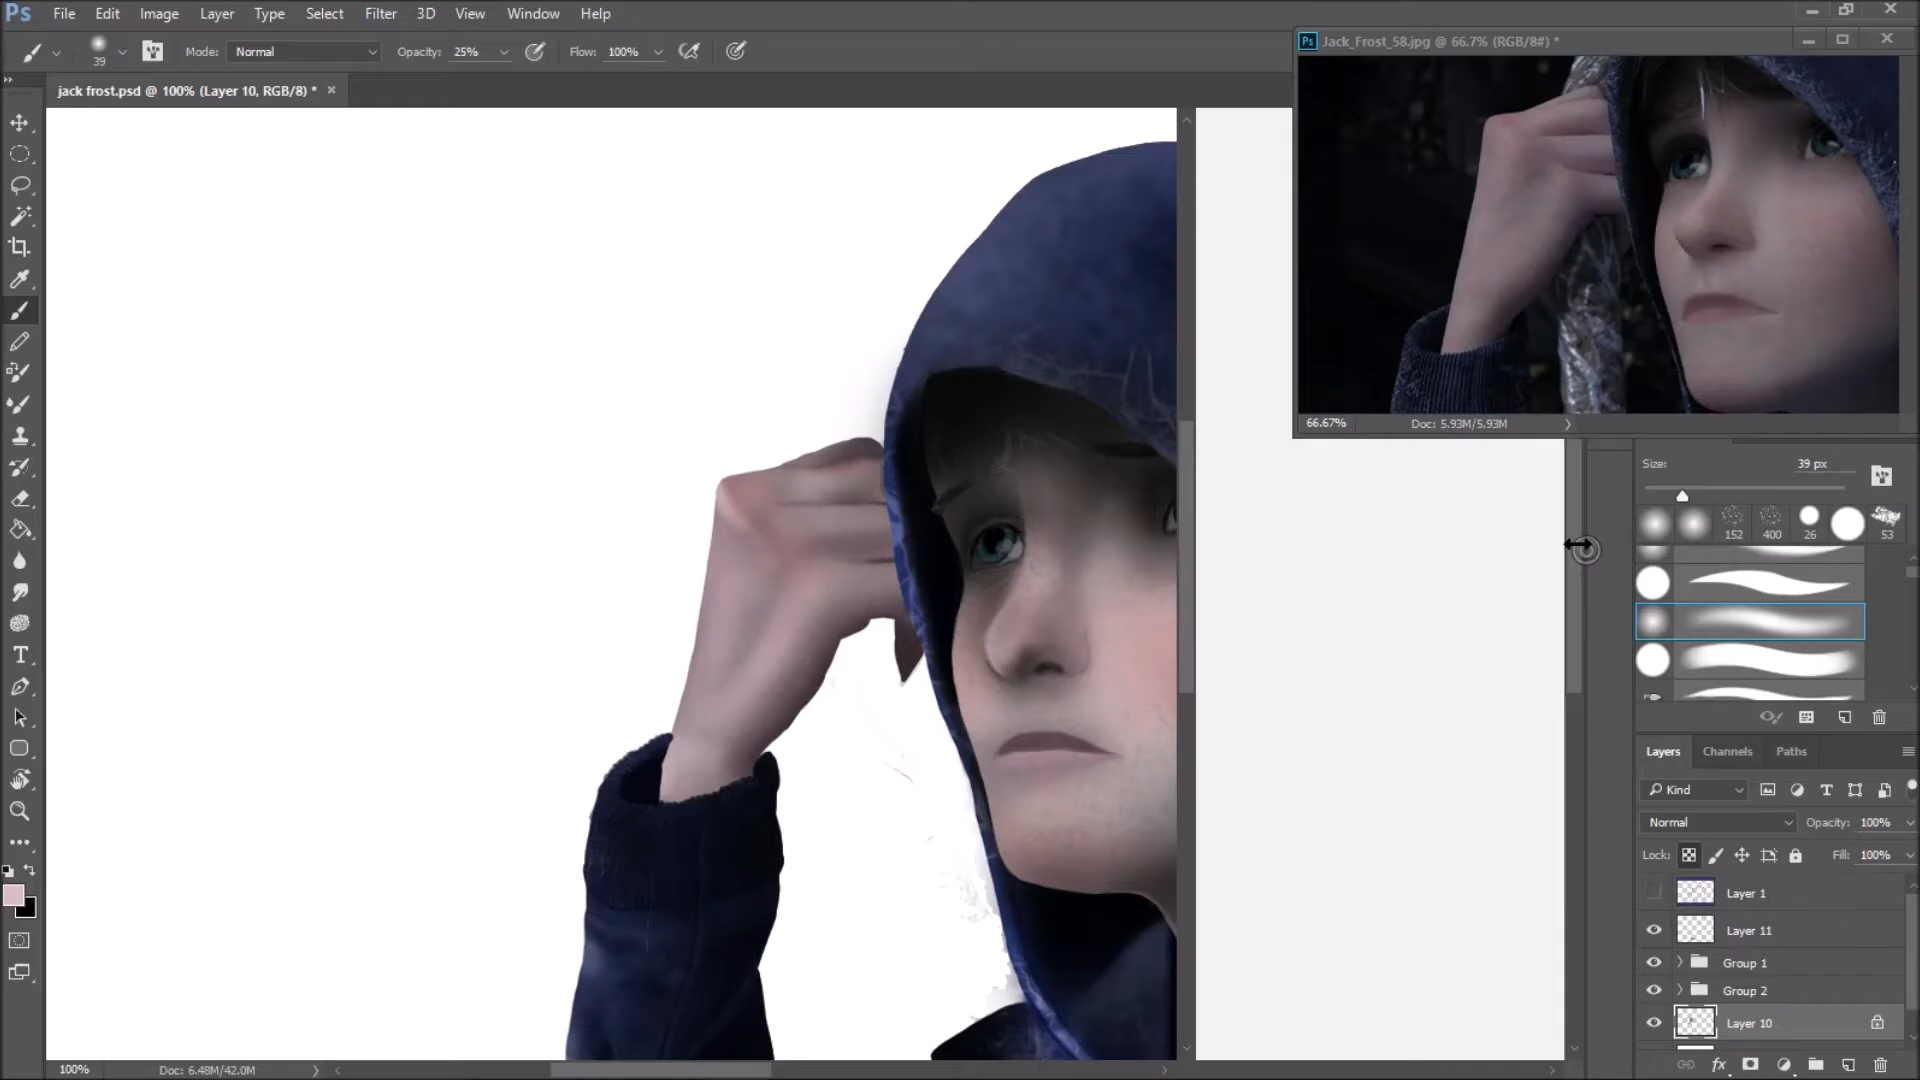 Ps File Edit Image Layer Type Select Filter 3D View Window Help
39 Mode: Normal Opacity: 25% Flow: 100%
Ps Jack_Frost_58.jpg @ 66.7% (RGB/8#) *
jack frost.psd @ 100% (Layer 10, RGB/8) *
66.67% Doc: 5.93M/5.93M
Size: 39 px
152 400 26 53
Layers Channels Paths
Kind
Normal Opacity: 100%
Lock: Fill: 100%
Layer 1
Layer 11
Group 1
Group 2
Layer 10
100% Doc: 6.48M/42.0M
fx